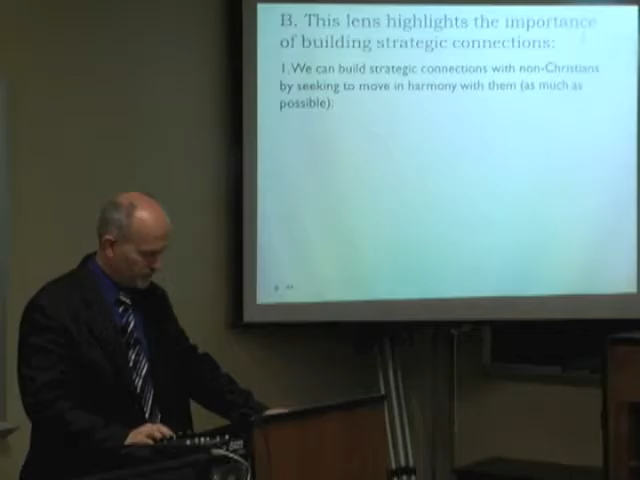 B. This lens highlights the importance
of building strategic connections:
1. We can build strategic connections with non-Christians
by seeking to move in harmony with them (as much as
possible):